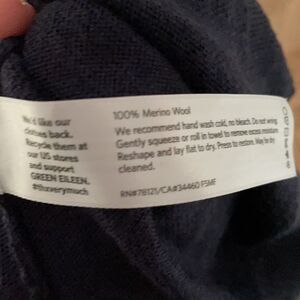 We'd like our
clothes back.
Recycle them at
our US stores
and support
GREEN EILEEN.
#thxverymuch
100% Merino Wool
We recommend hand wash cold, no bleach. Do not wring.
Gently squeeze or roll in towel to remove excess moisture.
Reshape and lay flat to dry. Press to restore. May be dry
cleaned.
RN#78121/CA#34460 FSMF